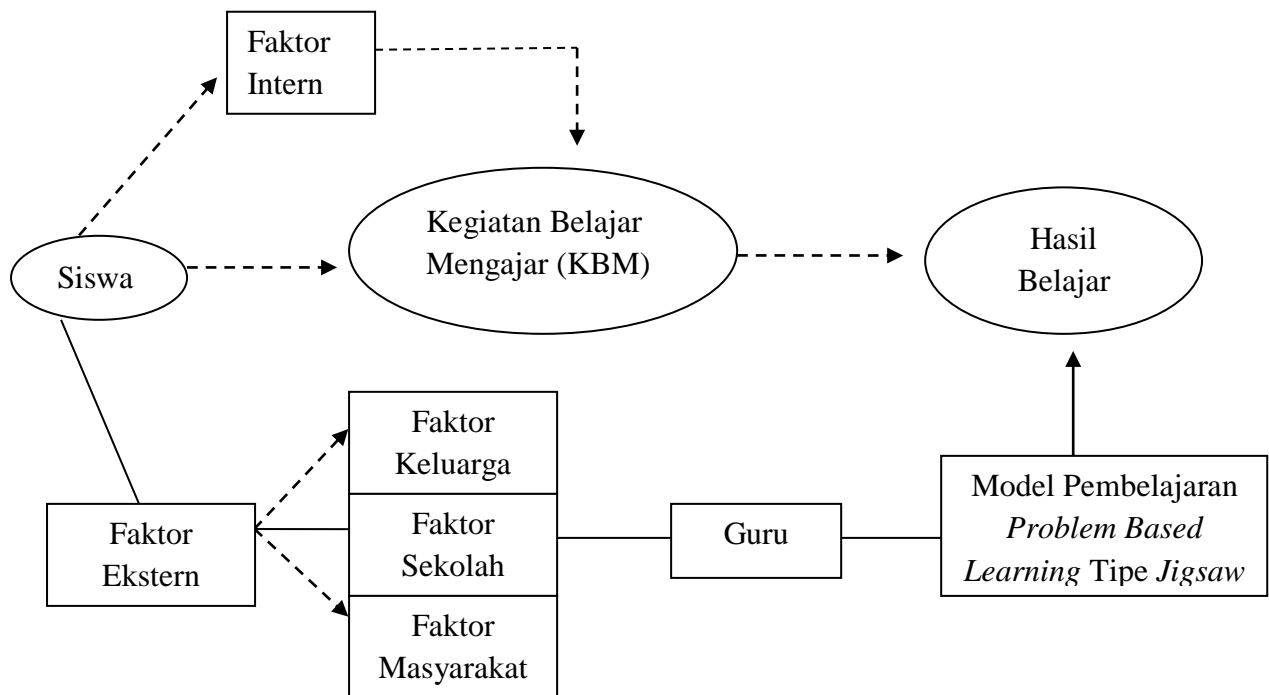 Faktor
Intern
Kegiatan Belajar
Mengajar (KBM)
Hasil
Belajar
Siswa
Faktor
Keluarga
Faktor
Ekstern
Faktor
Sekolah
Faktor
Masyarakat
Guru
Model Pembelajaran
Problem Based
Learning Tipe Jigsaw